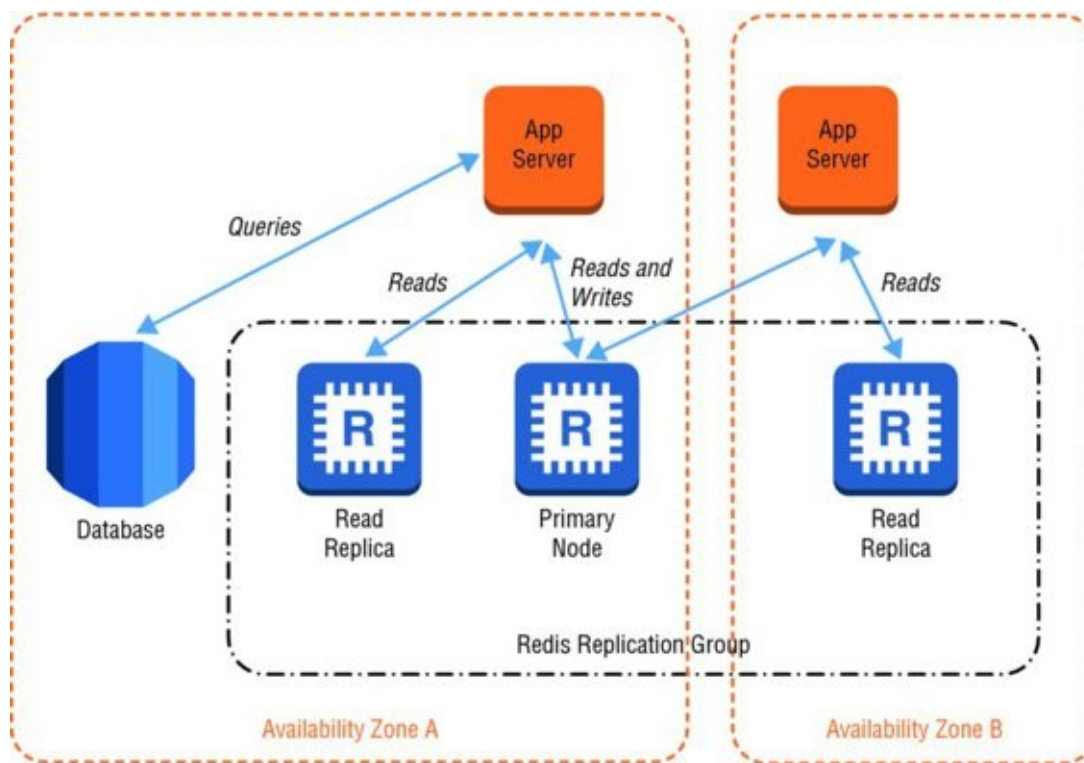 App
Server
App
Server
Queries
Reads
Reads and
Writes
Reads
R
R
R
Database
Read
Replica
Primary
Node
Read
Replica
Redis Replication Group
Availability Zone A
Availability Zone B